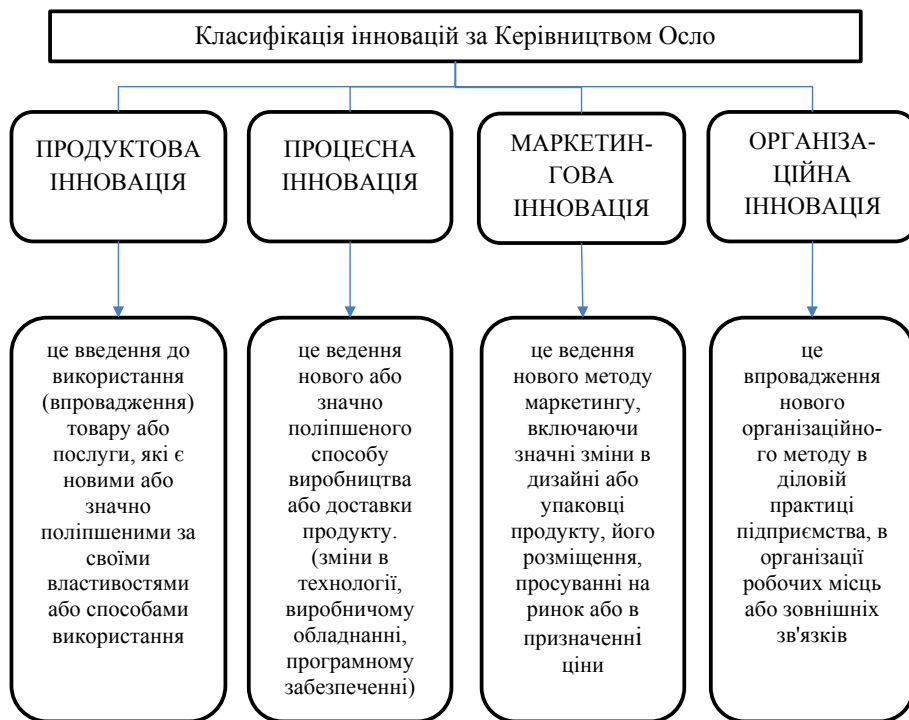 Класифікація інновацій за Керівництвом Осло
ПРОДУКТОВА
ІННОВАЦІЯ
ПРОЦЕСНА
ІННОВАЦІЯ
МАРКЕТИН-
ГОВА
ІННОВАЦІЯ
ОРГАНІЗА-
ЦІЙНА
ІННОВАЦІЯ
це введення до
використання
(впровадження)
товару або
послуги, які є
новими або
значно
поліпшеними за
своїми
властивостями
або способами
використання
це ведення
нового або
значно
поліпшеного
способу
виробництва
або доставки
продукту.
(зміни в
технології,
виробничому
обладнанні,
програмному
забезпеченні)
це ведення
нового методу
маркетингу,
включаючи
значні зміни в
дизайні або
упаковці
продукту, його
розміщення,
просуванні на
ринок або в
призначенні
ціни
це
впровадження
нового
організаційно-
го методу в
діловій
практиці
підприємства, в
організації
робочих місць
або зовнішніх
зв'язків